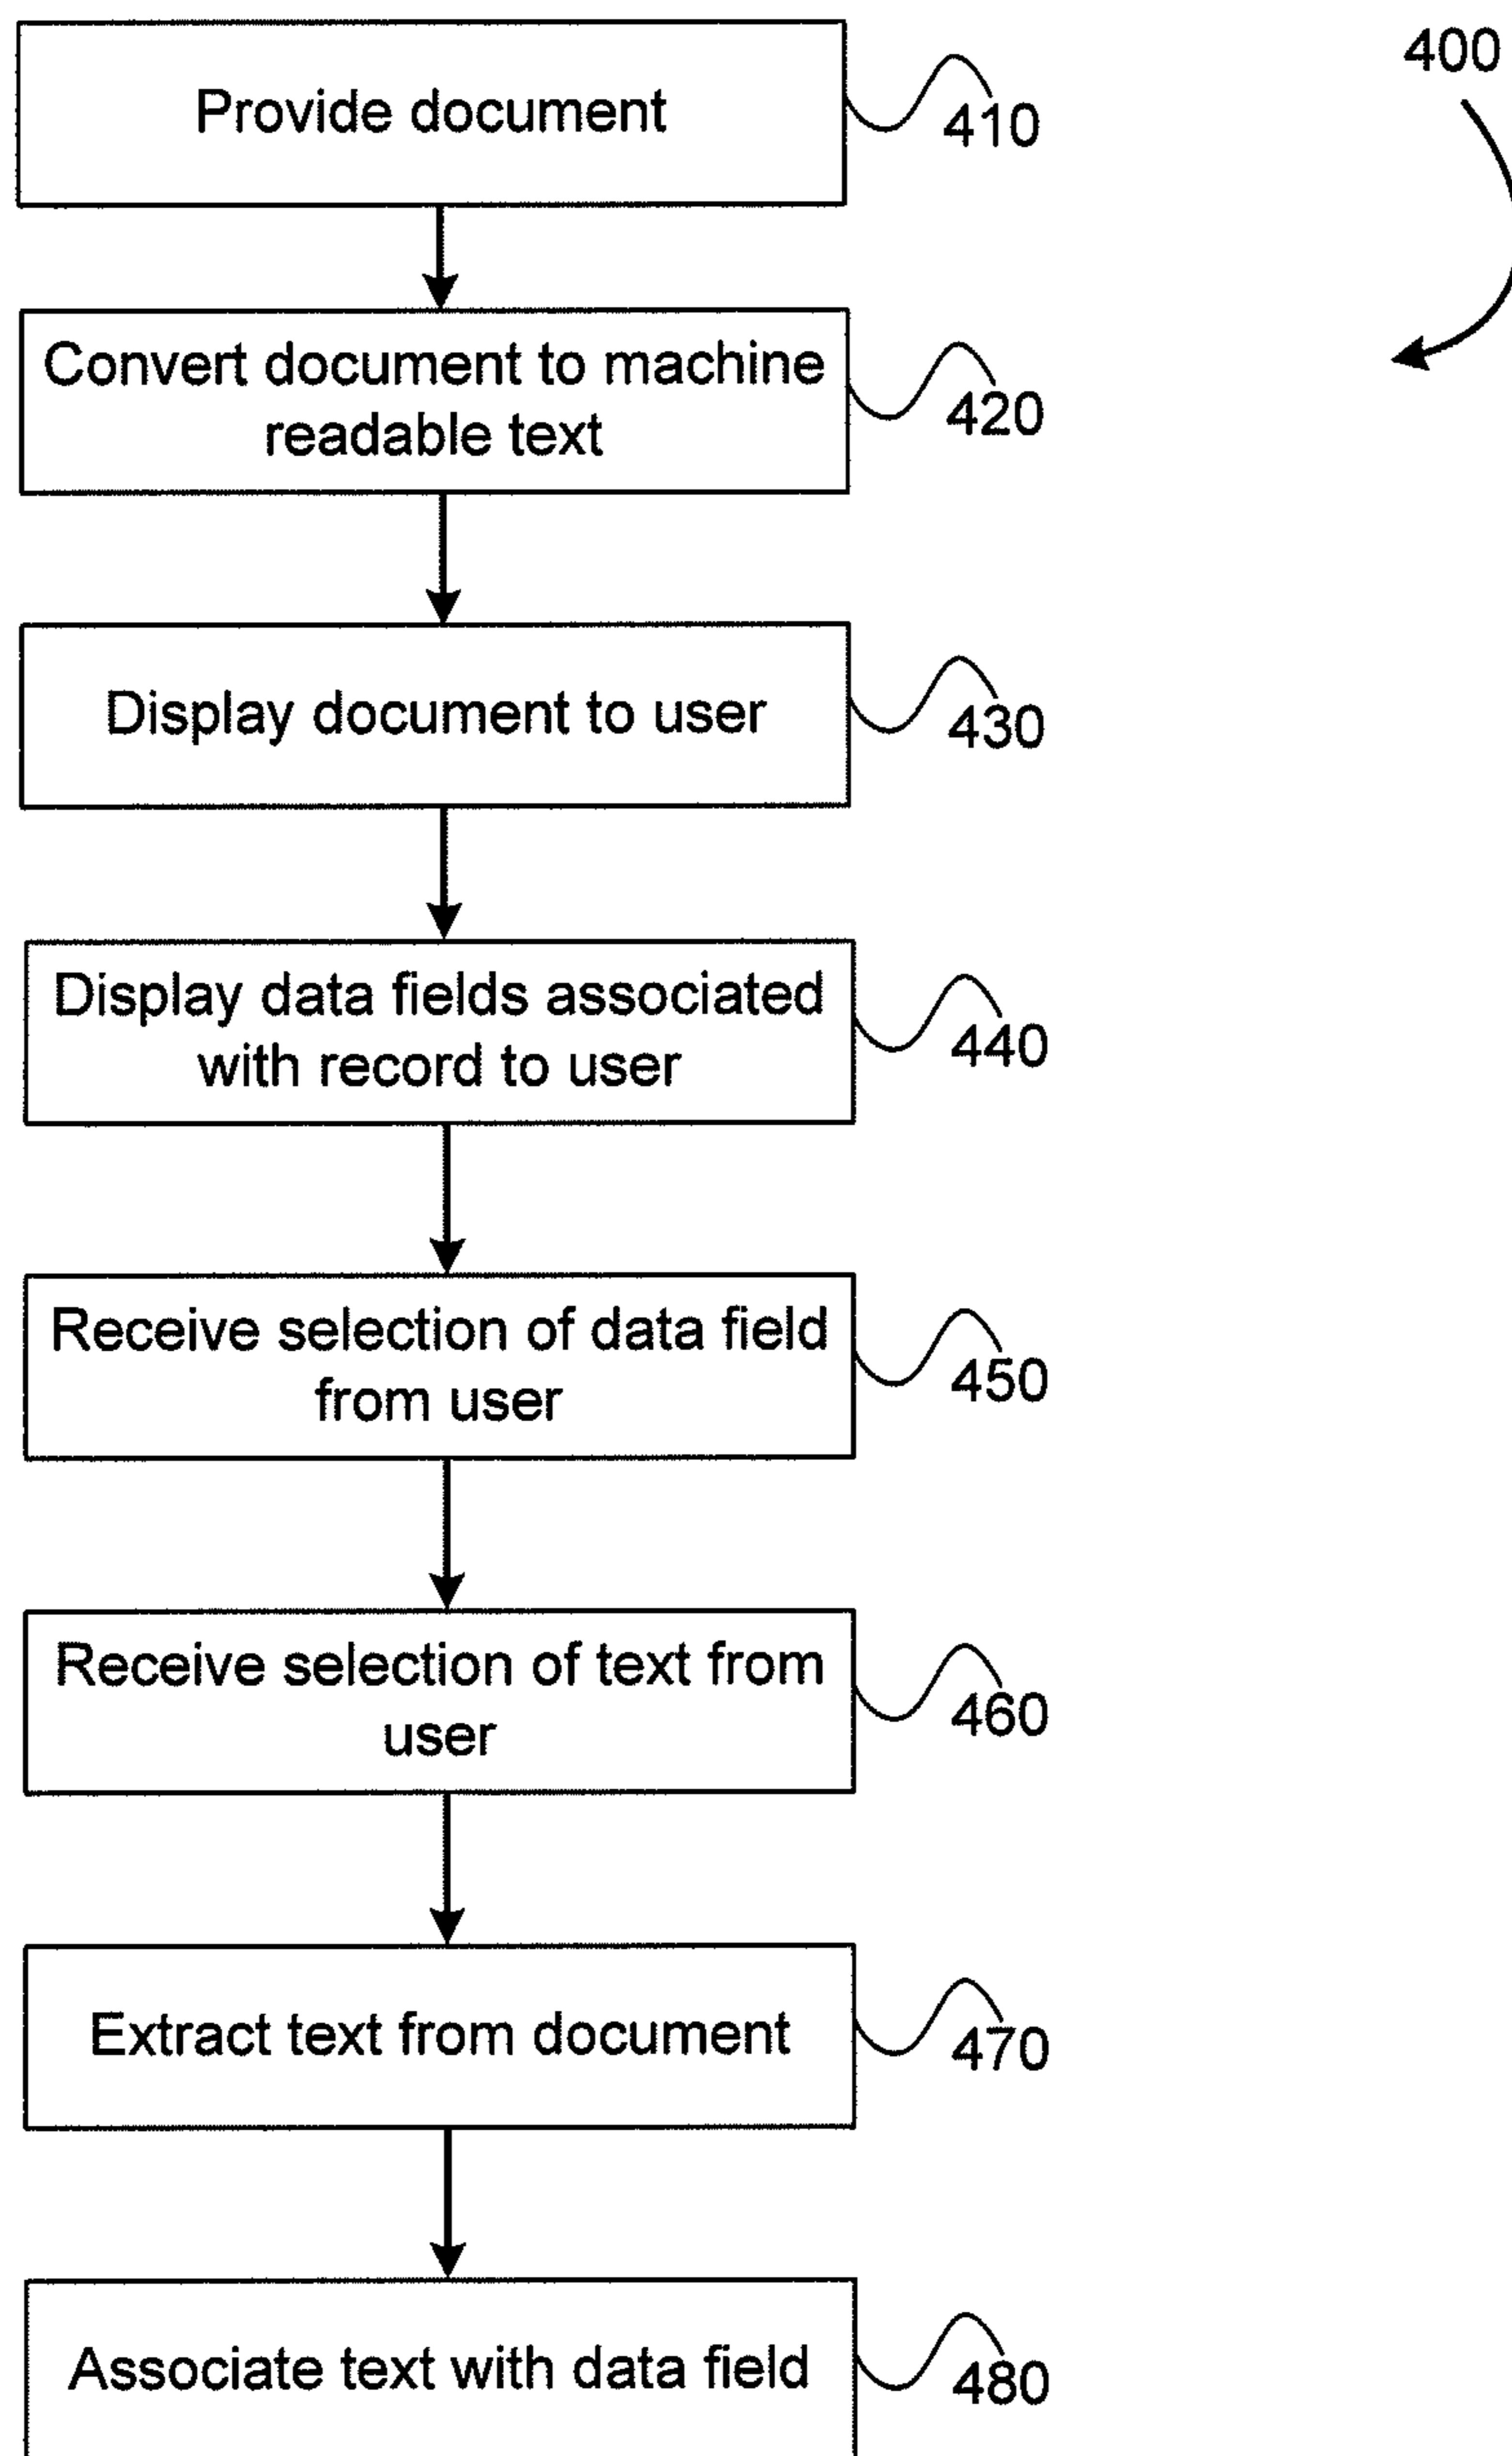 400
Provide document
410
Convert document to machine
readable text
420
Display document to user
430
Display data fields associated
with record to user
440
Receive selection of data field
from user
450
Receive selection of text from
user
460
Extract text from document
470
Associate text with data field
480